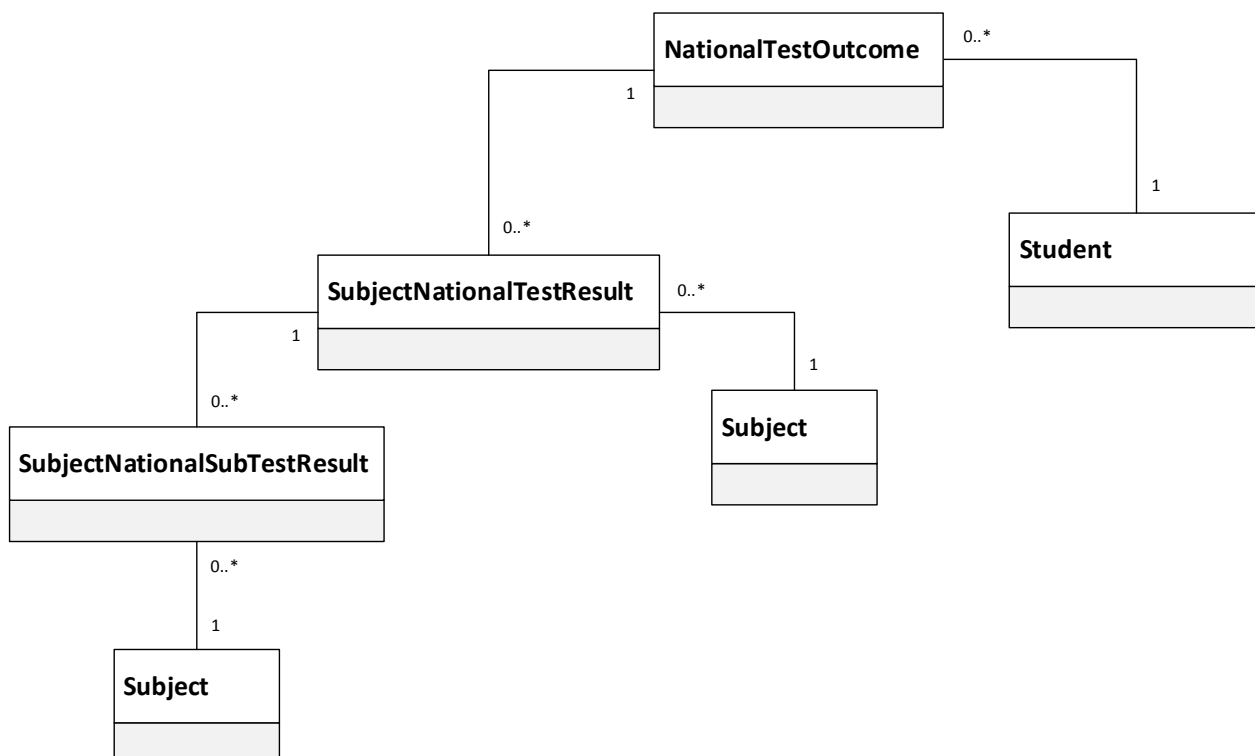 NationalTestOutcome
0..*
1
1
0..*
Student
SubjectNationalTestResult
0..*
1
1
0..*
Subject
SubjectNationalSubTestResult
0..*
1
Subject